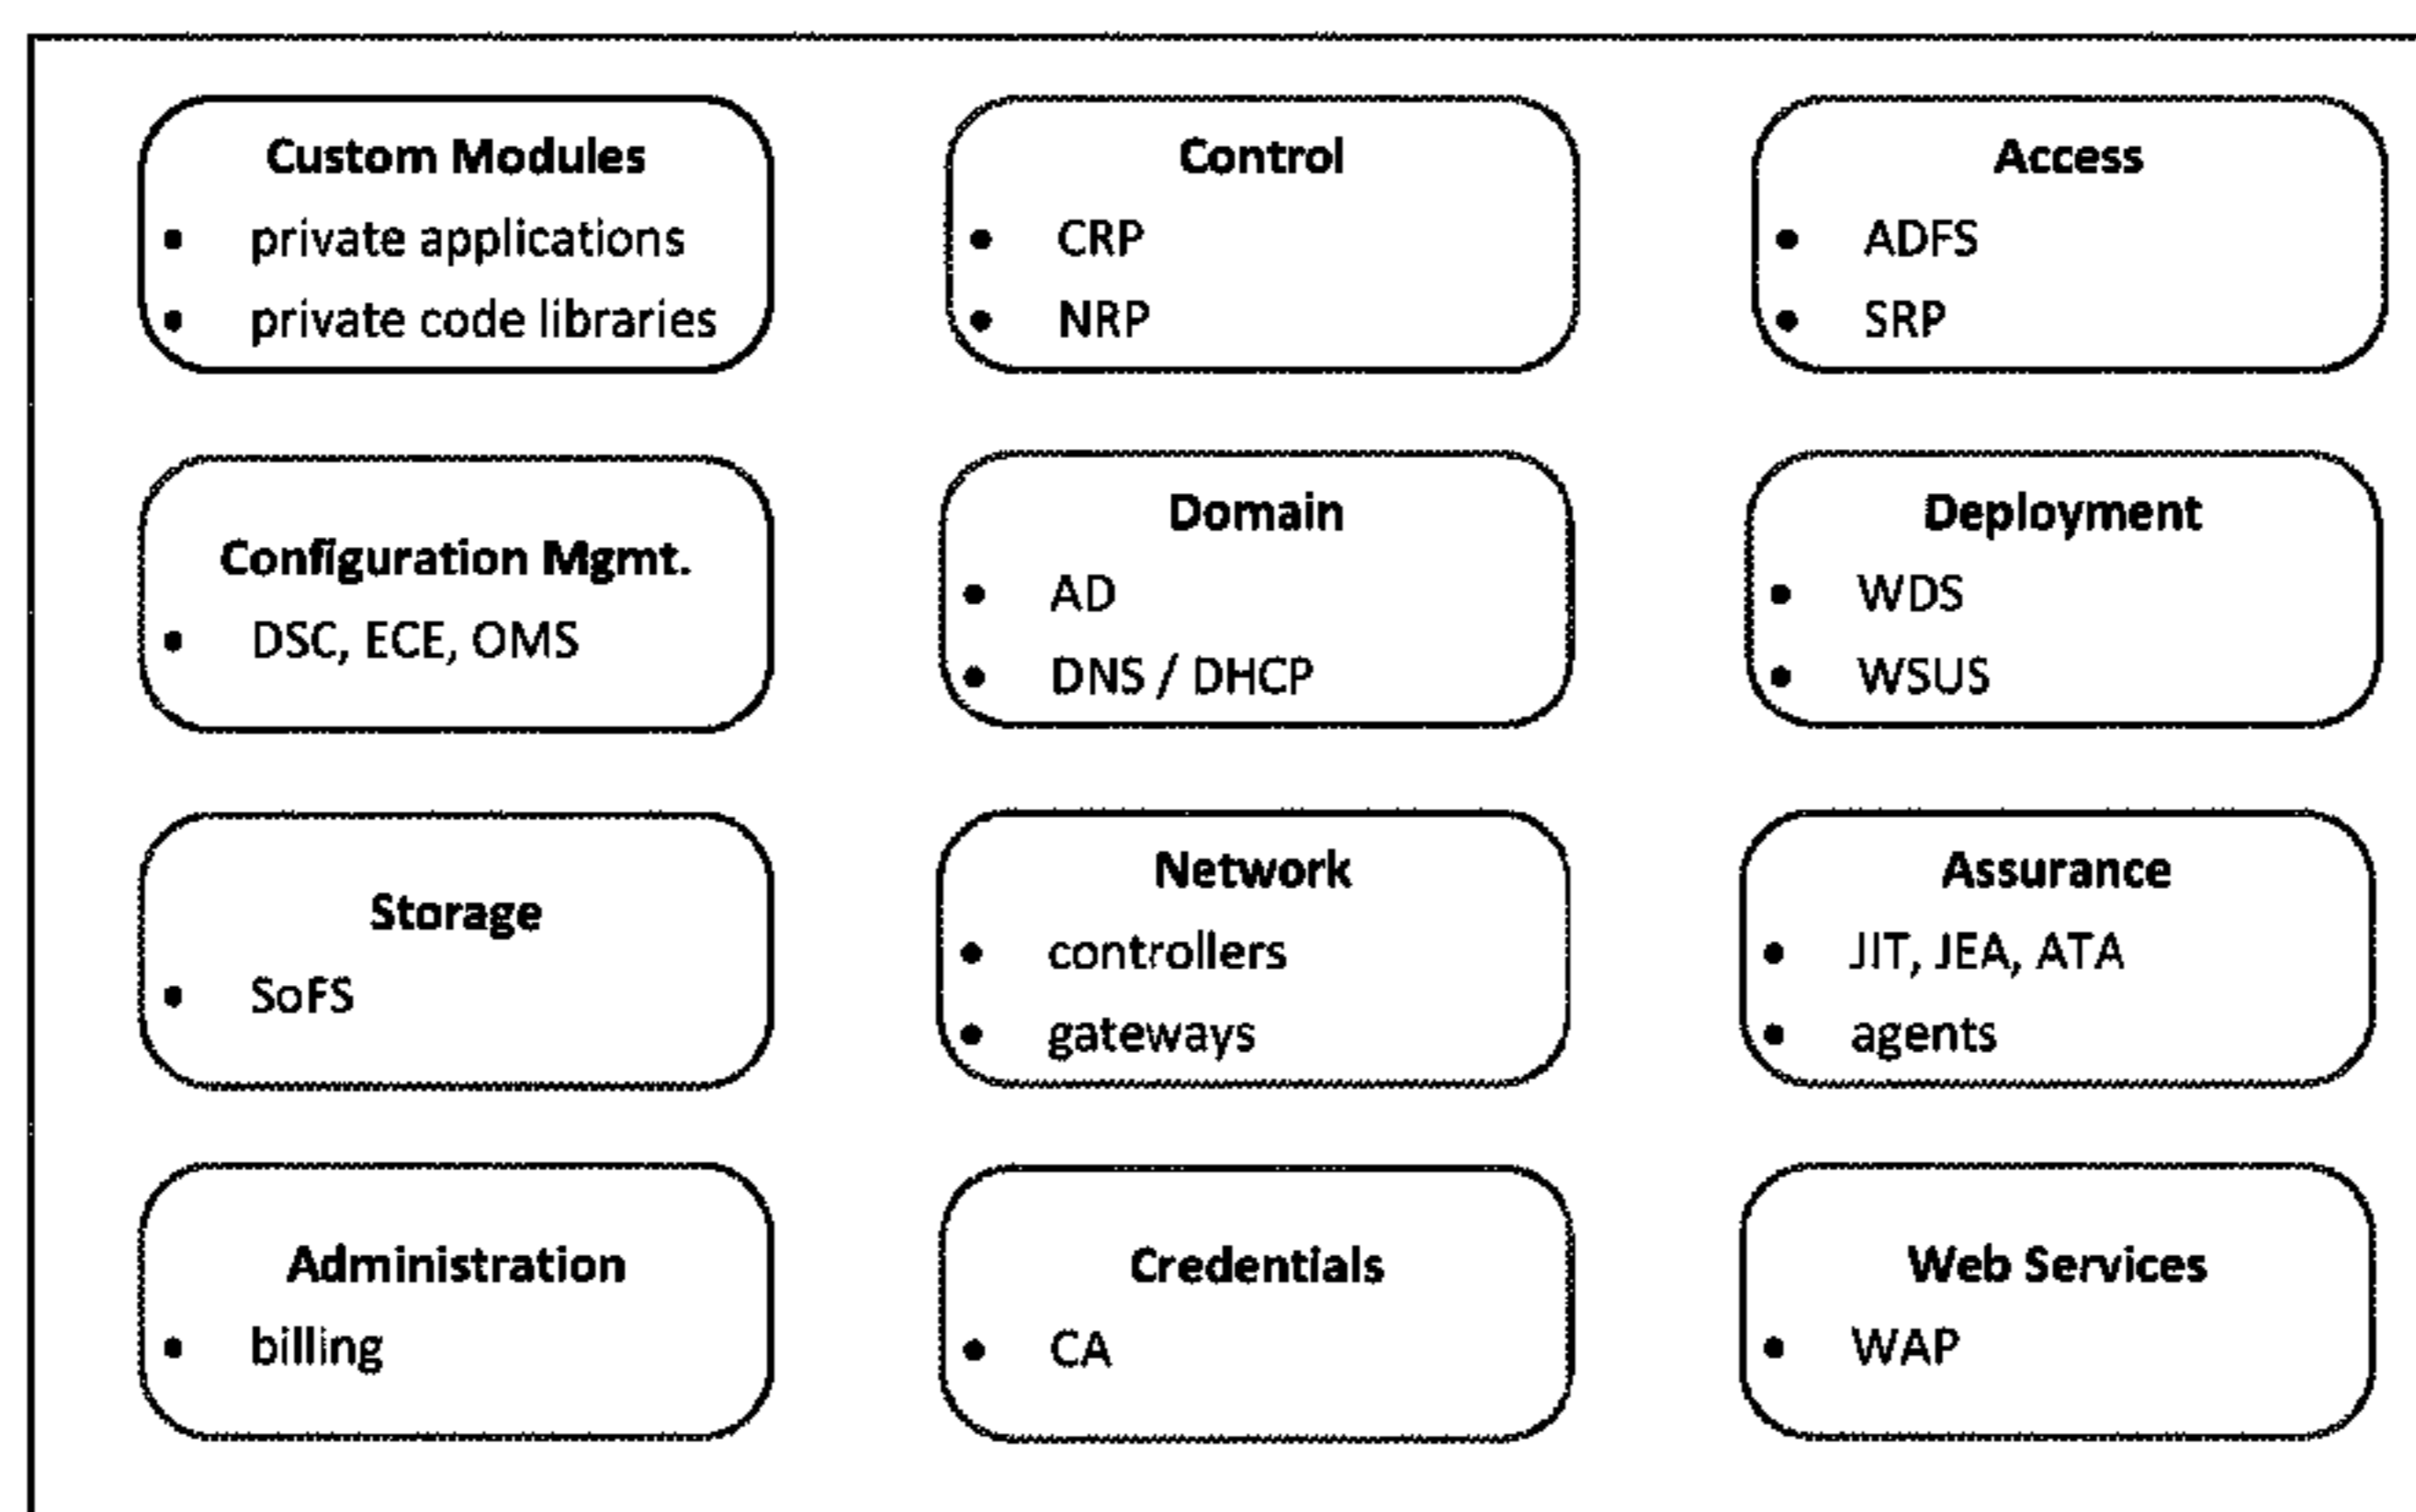 Custom Modules
• private applications
• private code libraries
Control
• CRP
• NRP
Access
• ADFS
• SRP
Configuration Mgmt.
• DSC, ECE, OMS
Domain
• AD
• DNS / DHCP
Deployment
• WDS
• WSUS
Storage
• SoFS
Network
• controllers
• gateways
Assurance
• JIT, JEA, ATA
• agents
Administration
• billing
Credentials
• CA
Web Services
• WAP